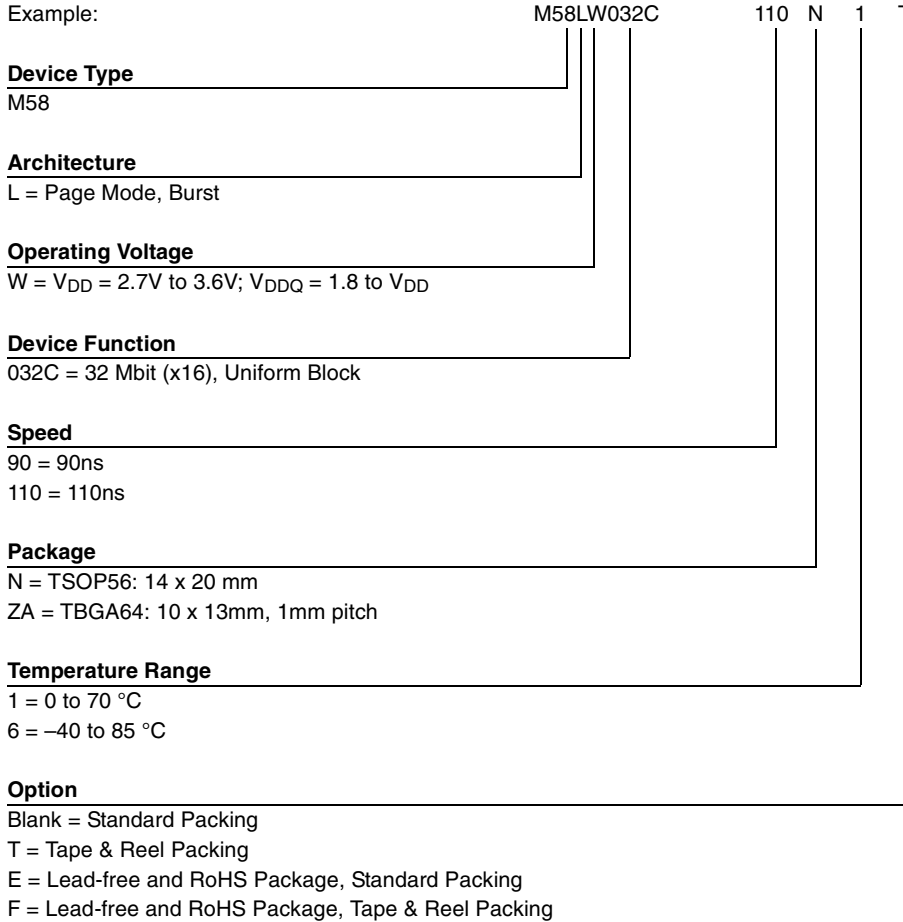 Example: M58LW032C 110 N 1 T
Device Type
M58
Architecture
L = Page Mode, Burst
Operating Voltage
W = VDD = 2.7V to 3.6V; VDDQ = 1.8 to VDD
Device Function
032C = 32 Mbit (x16), Uniform Block
Speed
90 = 90ns
110 = 110ns
Package
N = TSOP56: 14 x 20 mm
ZA = TBGA64: 10 x 13mm, 1mm pitch
Temperature Range
1 = 0 to 70 °C
6 = –40 to 85 °C
Option
Blank = Standard Packing
T = Tape & Reel Packing
E = Lead-free and RoHS Package, Standard Packing
F = Lead-free and RoHS Package, Tape & Reel Packing